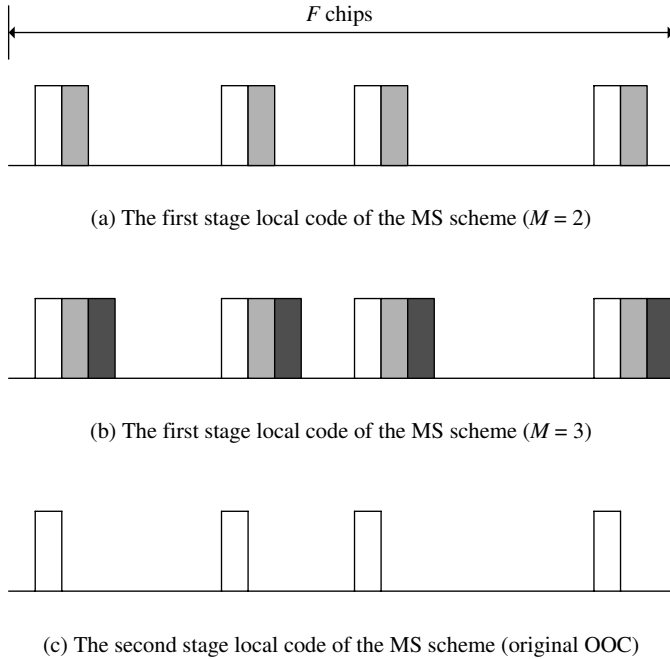 F chips
(a) The first stage local code of the MS scheme (M = 2)
(b) The first stage local code of the MS scheme (M = 3)
(c) The second stage local code of the MS scheme (original OOC)